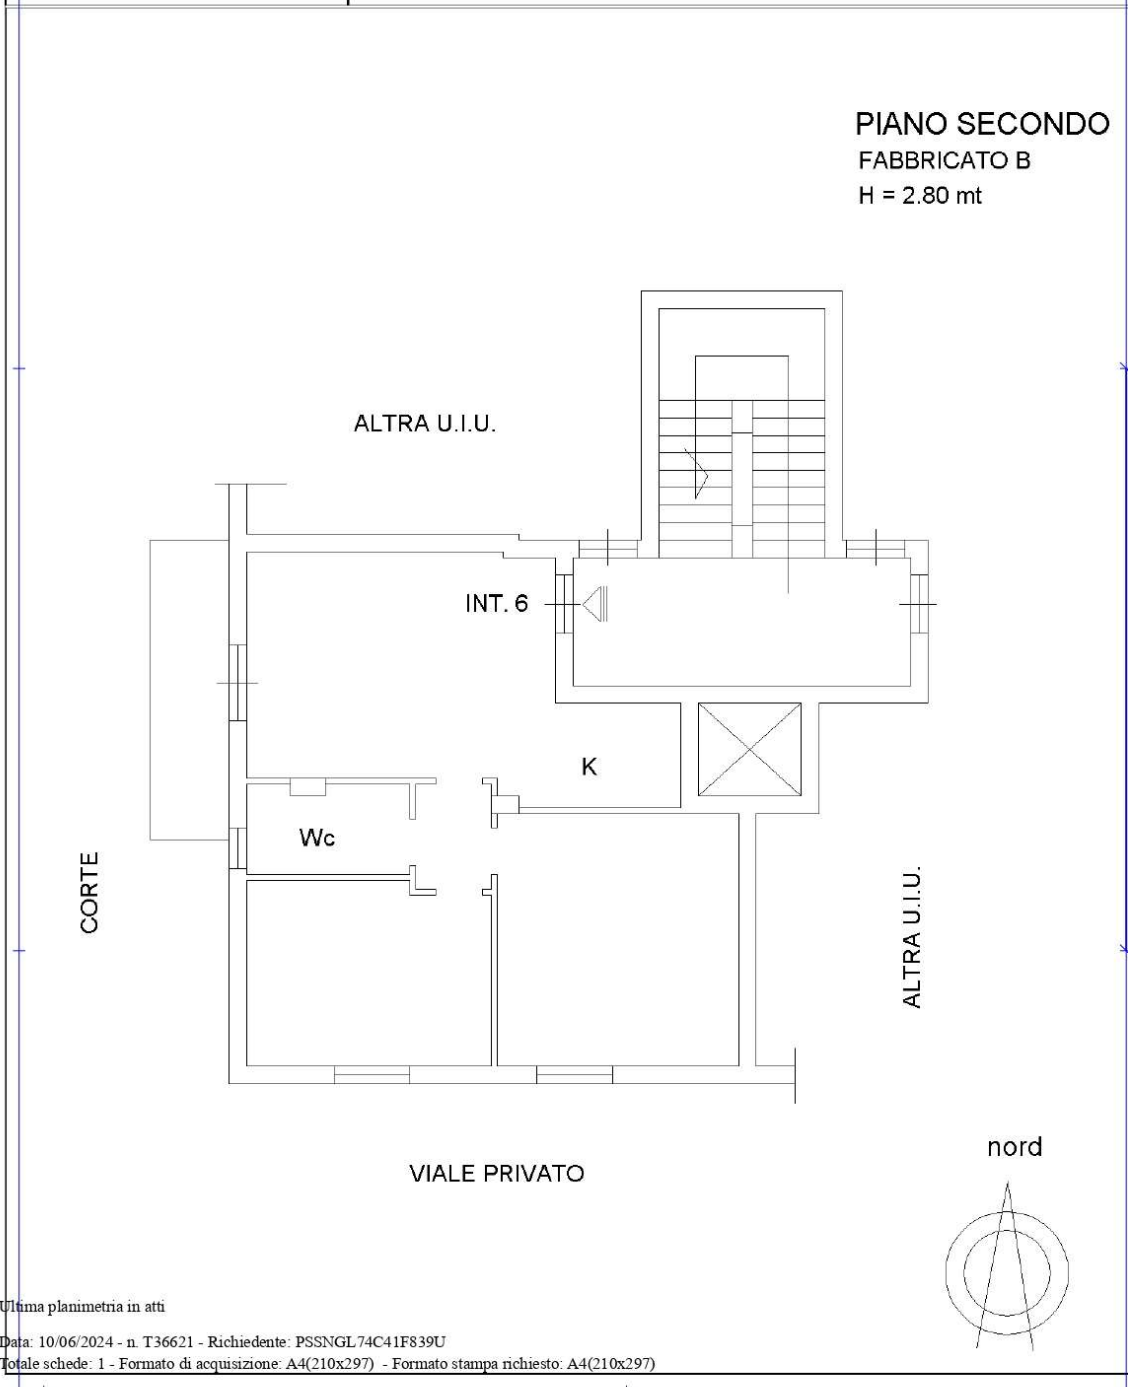 PIANO SECONDO
FABBRICATO B
H = 2.80 mt
ALTRA U.I.U.
INT. 6
K
Wc
CORTE
ALTRA U.I.U.
VIALE PRIVATO
nord
Ultima planimetria in atti
Data: 10/06/2024 - n. T36621 - Richiedente: PSSNGL74C41F839U
Totale schede: 1 - Formato di acquisizione: A4(210x297) - Formato stampa richiesto: A4(210x297)